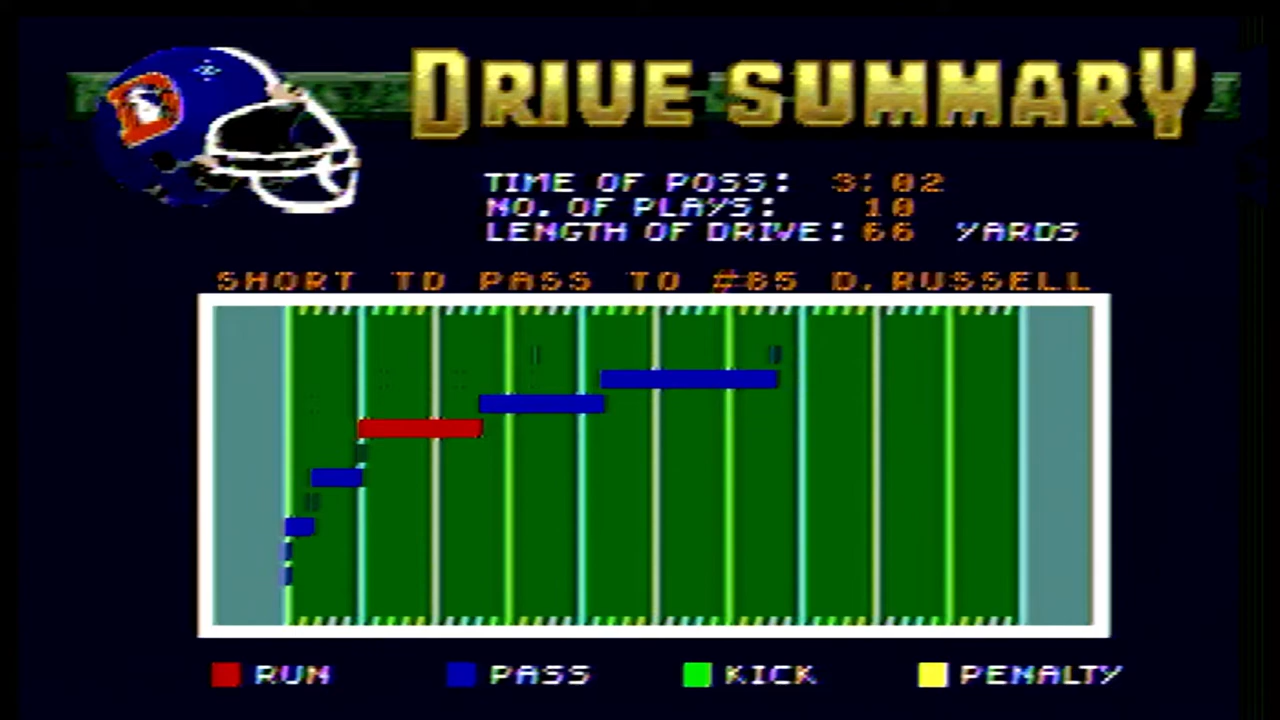 DRIVE SUMMARY
TIME OF POSS: 3:02
NO. OF PLAYS: 10
LENGTH OF DRIVE: 66 YARDS
SHORT TD PASS TO #85 D.RUSSELL
RUN PASS KICK PENALTY